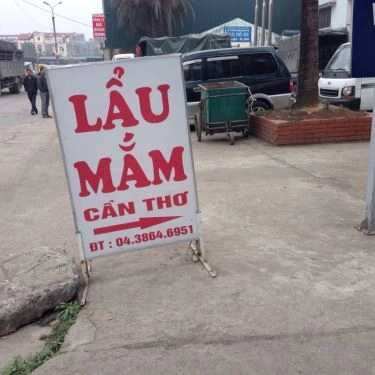 LẨU
MẮM
CẦN THƠ
ĐT : 04.3864.6951